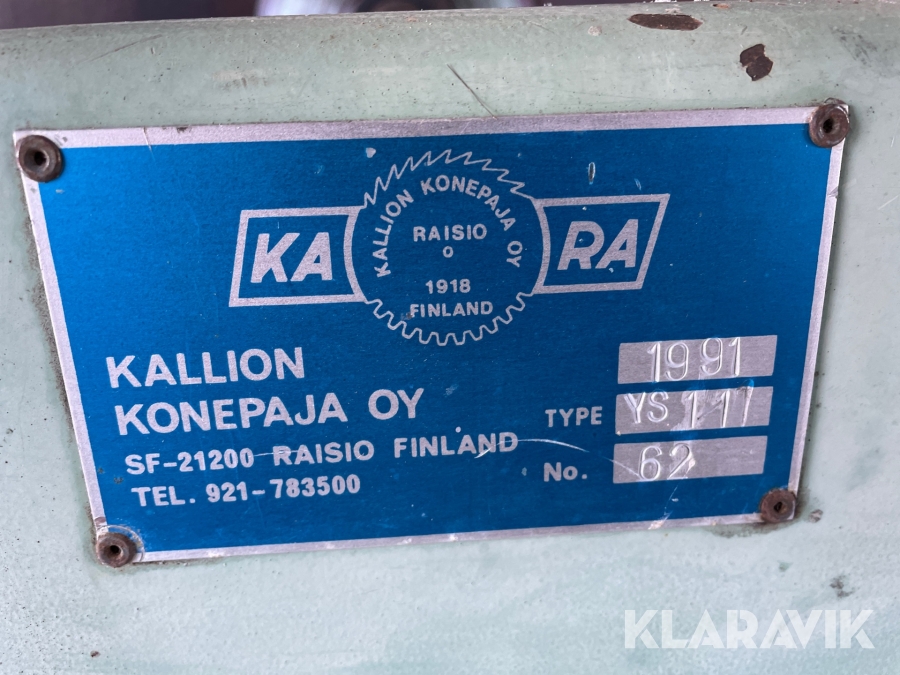 KA
KALLION KONEPAJA OY
RAISIO
O
1918
FINLAND
RA
KALLION
KONEPAJA OY
SF-21200 RAISIO FINLAND
TEL. 921-783500
1991
TYPE YS 111
No. 62
KLARAVIK